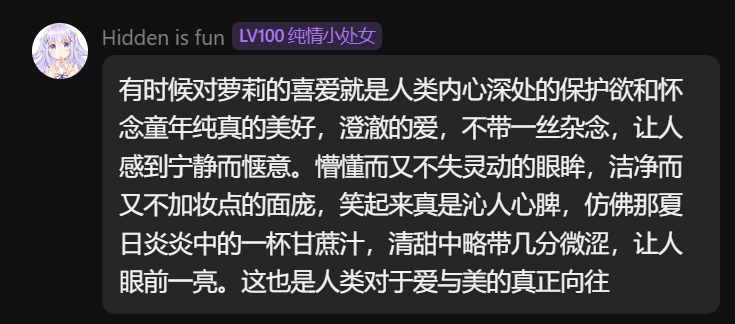 Hidden is fun LV100 纯情小处女
有时候对萝莉的喜爱就是人类内心深处的保护欲和怀
念童年纯真的美好，澄澈的爱，不带一丝杂念，让人
感到宁静而惬意。懵懂而又不失灵动的眼眸，洁净而
又不加妆点的面庞，笑起来真是沁人心脾，仿佛那夏
日炎炎中的一杯甘蔗汁，清甜中略带几分微涩，让人
眼前一亮。这也是人类对于爱与美的真正向往